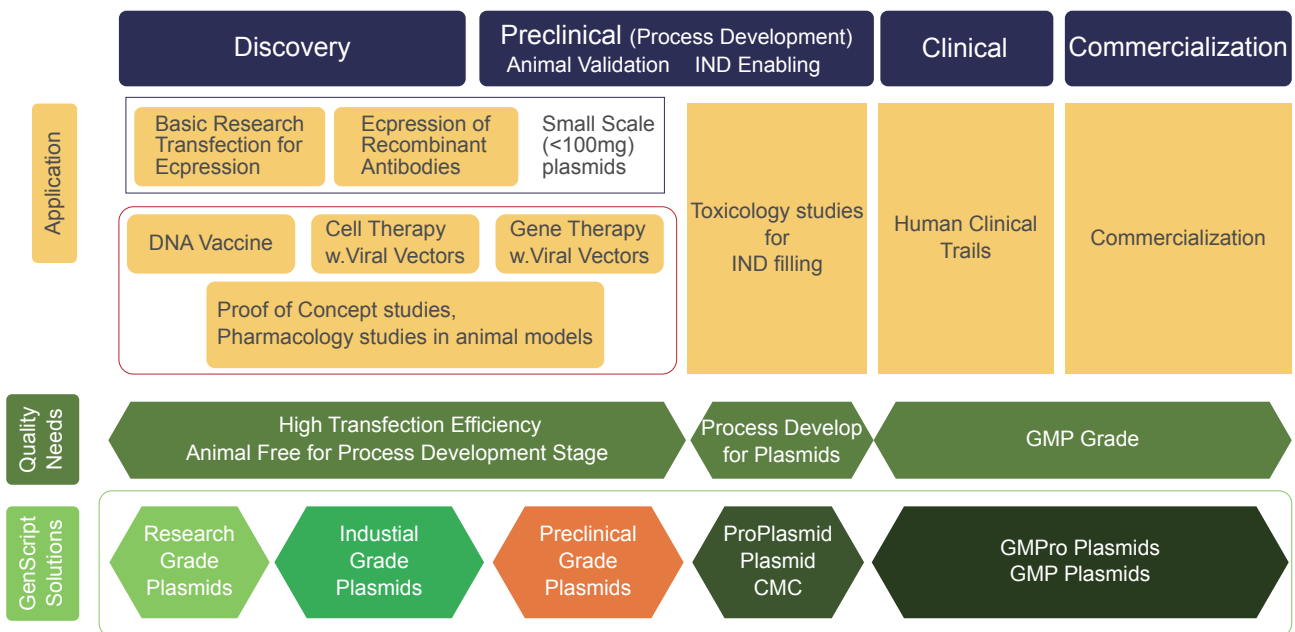 Discovery
Preclinical (Process Development)
Animal Validation IND Enabling
Clinical
Commercialization
Application
Basic Research
Transfection for
Ecpression
Ecpression of
Recombinant
Antibodies
Small Scale
(<100mg)
plasmids
DNA Vaccine
Cell Therapy
w.Viral Vectors
Gene Therapy
w.Viral Vectors
Proof of Concept studies,
Pharmacology studies in animal models
Toxicology studies
for
IND filling
Human Clinical
Trails
Commercialization
Quality
Needs
High Transfection Efficiency
Animal Free for Process Development Stage
Process Develop
for Plasmids
GMP Grade
GenScript
Solutions
Research
Grade
Plasmids
Industial
Grade
Plasmids
Preclinical
Grade
Plasmids
ProPlasmid
Plasmid
CMC
GMPro Plasmids
GMP Plasmids